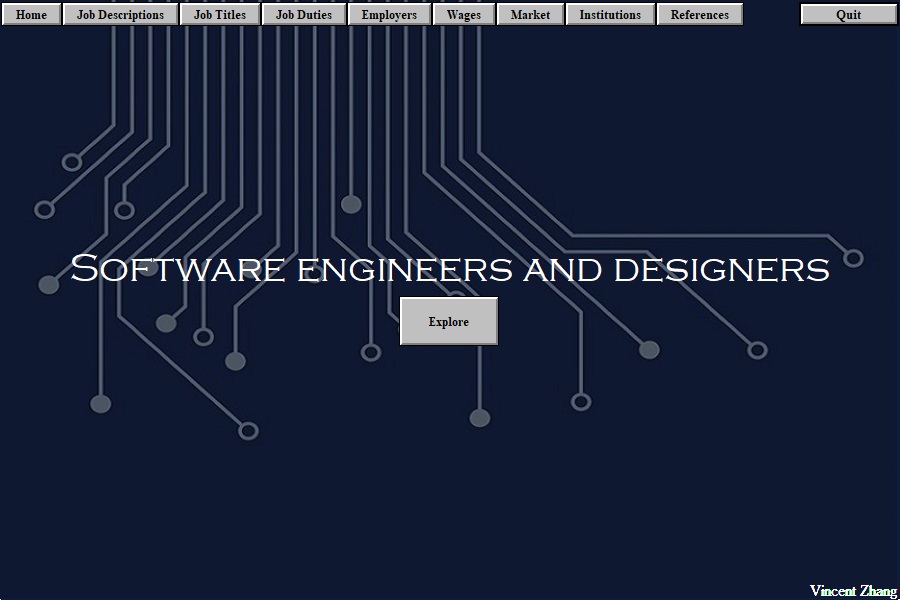 Home Job Descriptions Job Titles Job Duties Employers Wages Market Institutions References Quit
Software engineers and designers
Explore
Vincent Zhang